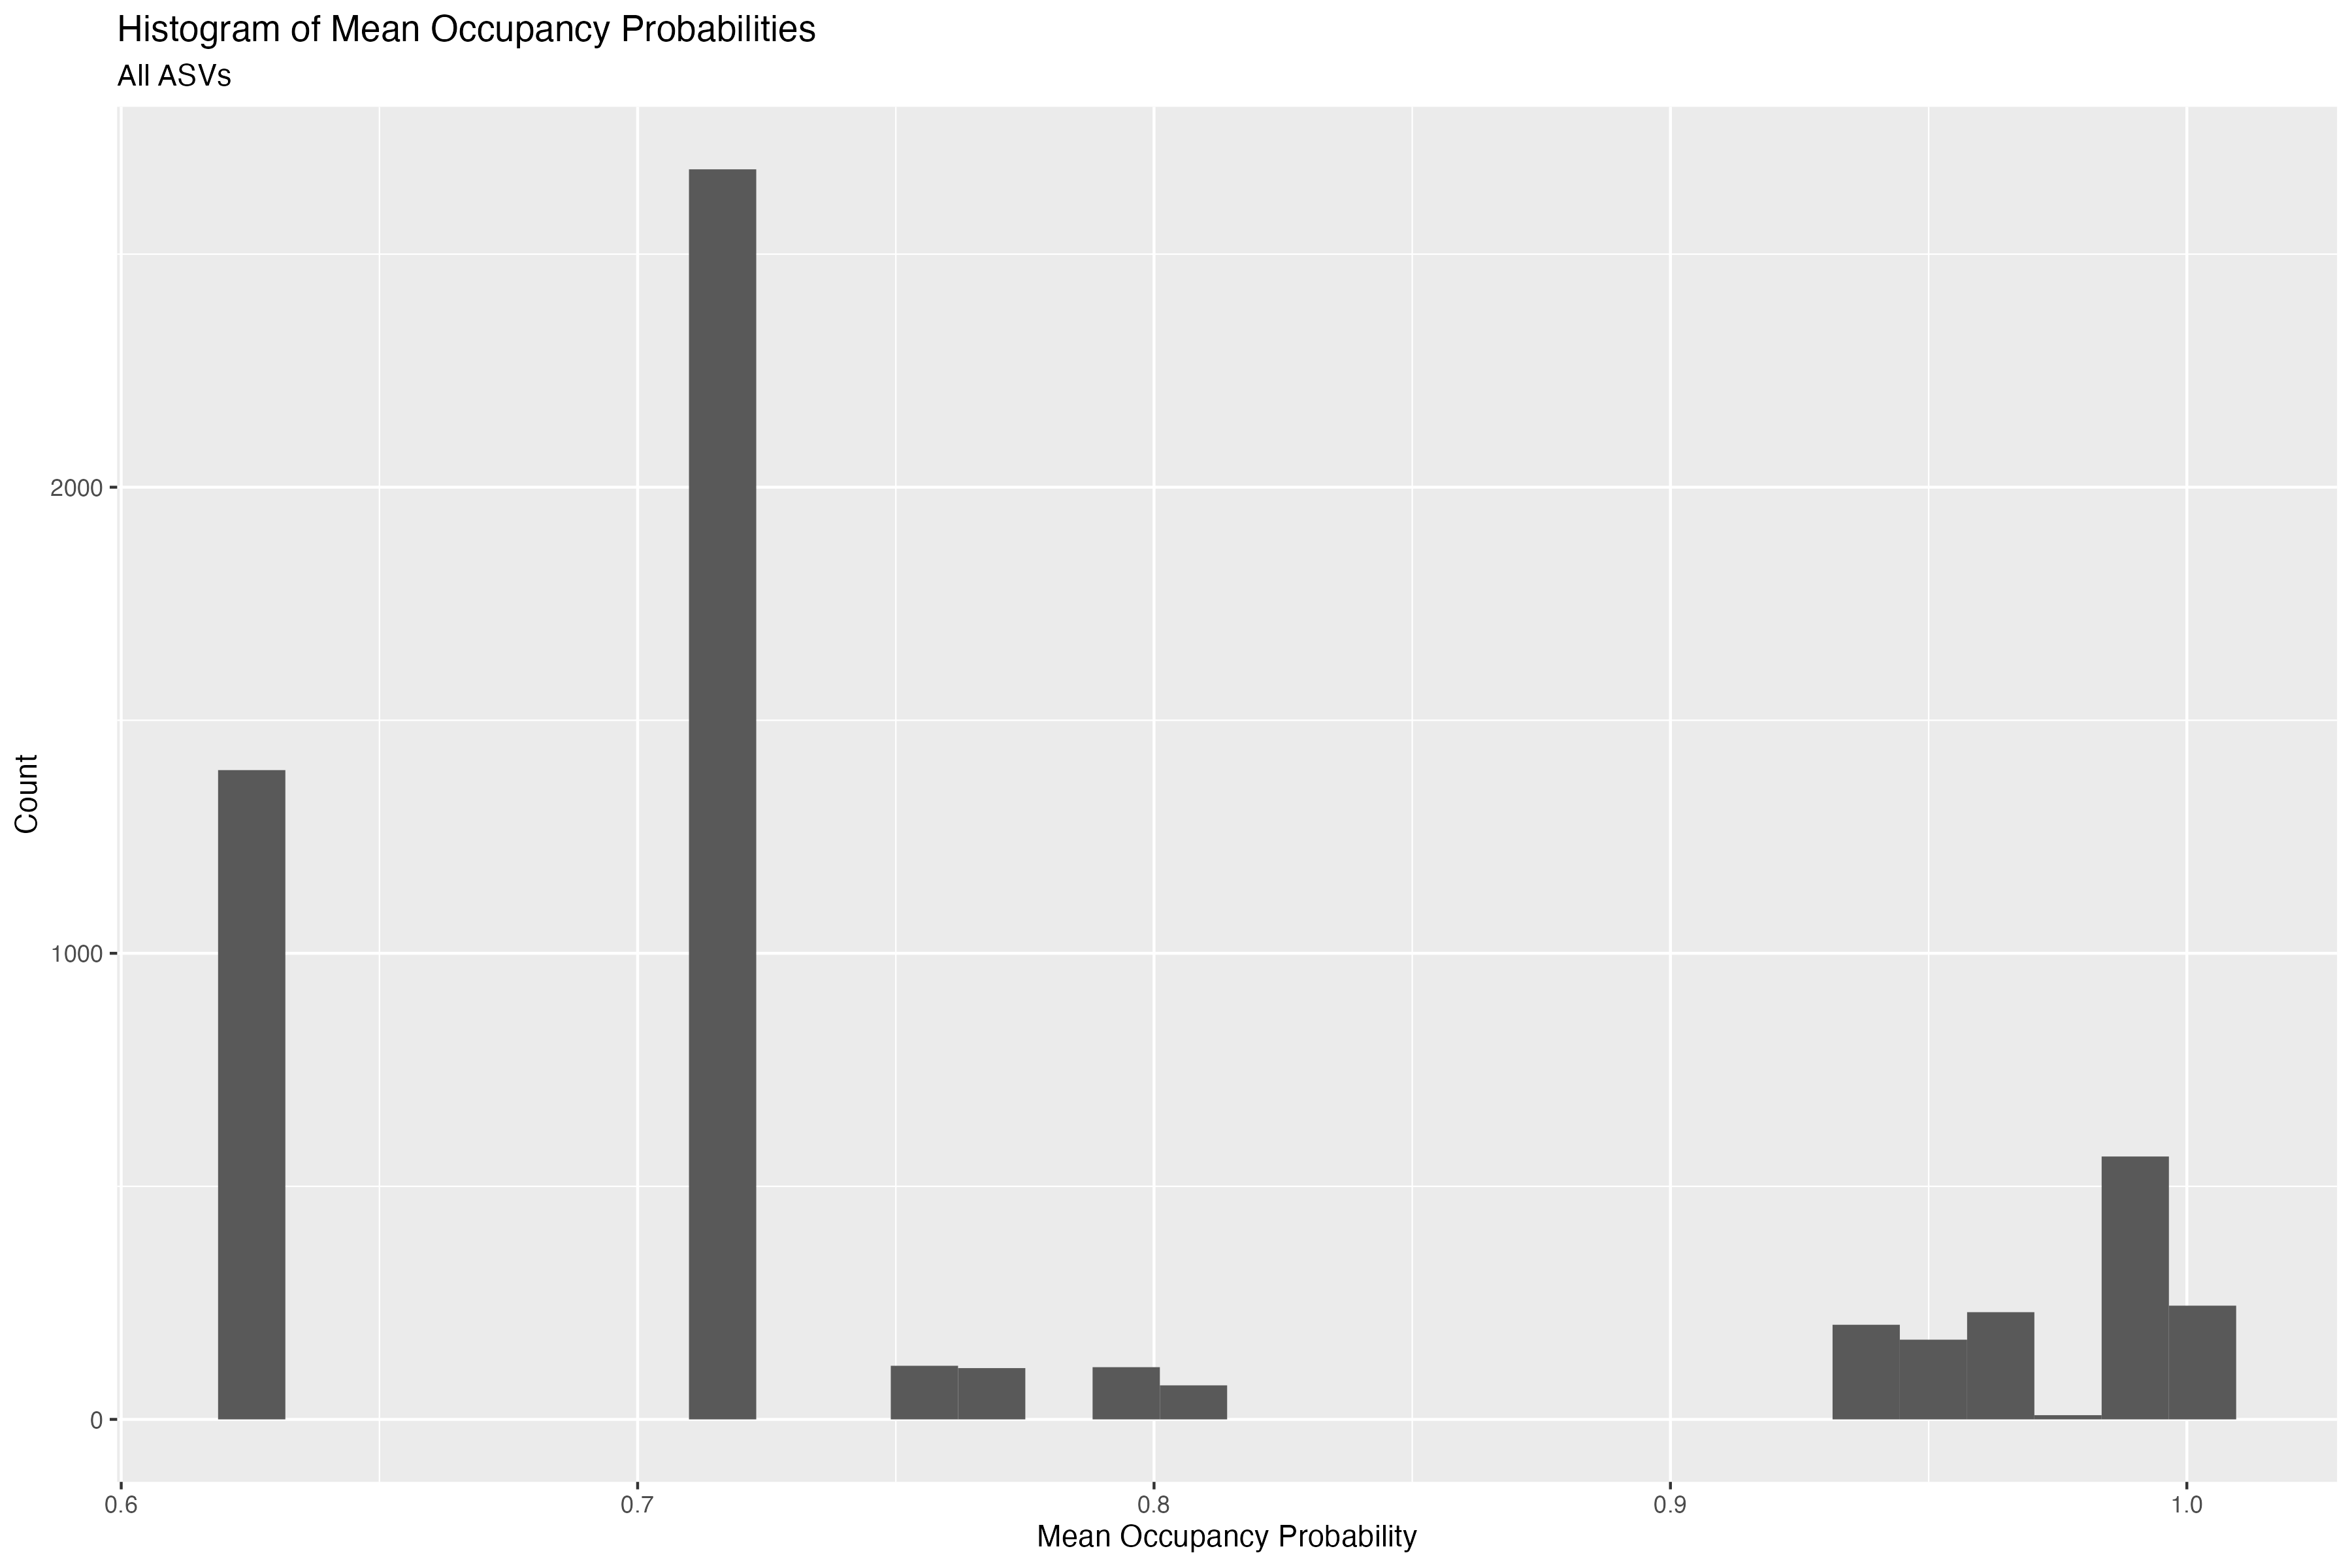 Histogram of Mean Occupancy Probabilities
All ASVs
Count
2000
1000
0
0.6 0.7 0.8 0.9 1.0
Mean Occupancy Probability